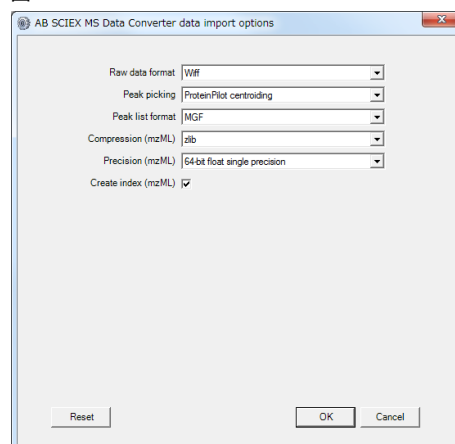 AB SCIEX MS Data Converter data import options
Raw data format Wiff
Peak picking ProteinPilot centroiding
Peak list format MGF
Compression (mzML) zlib
Precision (mzML) 64-bit float single precision
Create index (mzML)
Reset OK Cancel